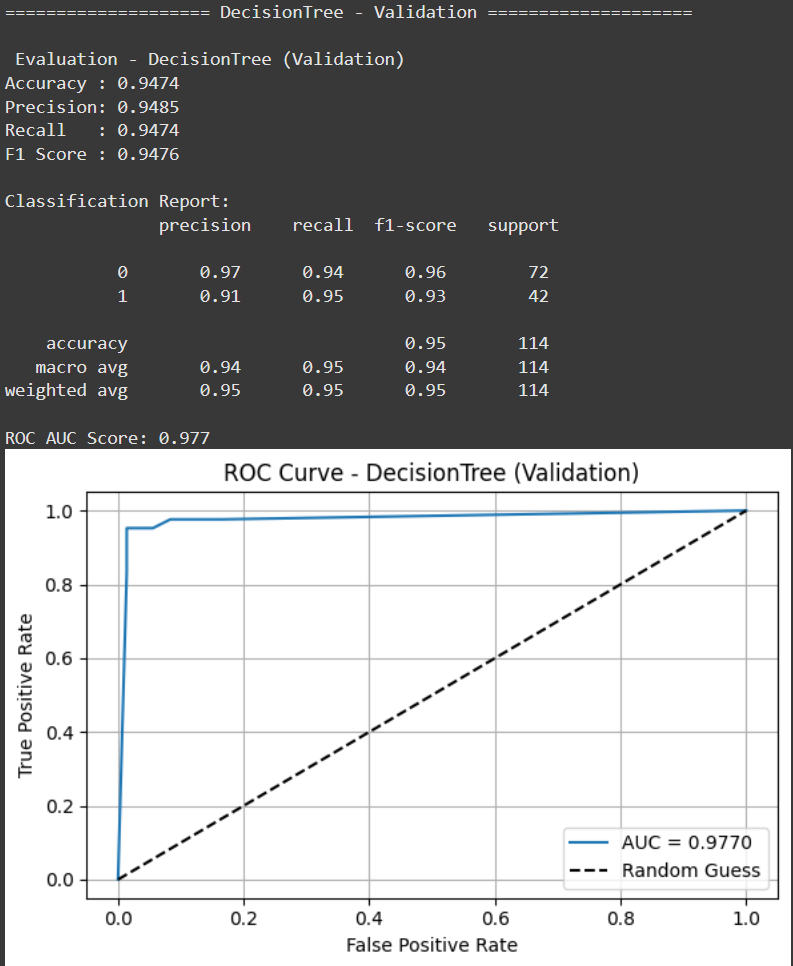 ==================== DecisionTree - Validation ====================
Evaluation - DecisionTree (Validation)
Accuracy : 0.9474
Precision: 0.9485
Recall   : 0.9474
F1 Score : 0.9476
Classification Report:
              precision    recall  f1-score   support
           0       0.97      0.94      0.96        72
           1       0.91      0.95      0.93        42
    accuracy                           0.95       114
   macro avg       0.94      0.95      0.94       114
weighted avg       0.95      0.95      0.95       114
ROC AUC Score: 0.977
ROC Curve - DecisionTree (Validation)
1.0
0.8
0.6
0.4
0.2
0.0
True Positive Rate
AUC = 0.9770
Random Guess
0.0 0.2 0.4 0.6 0.8 1.0
False Positive Rate